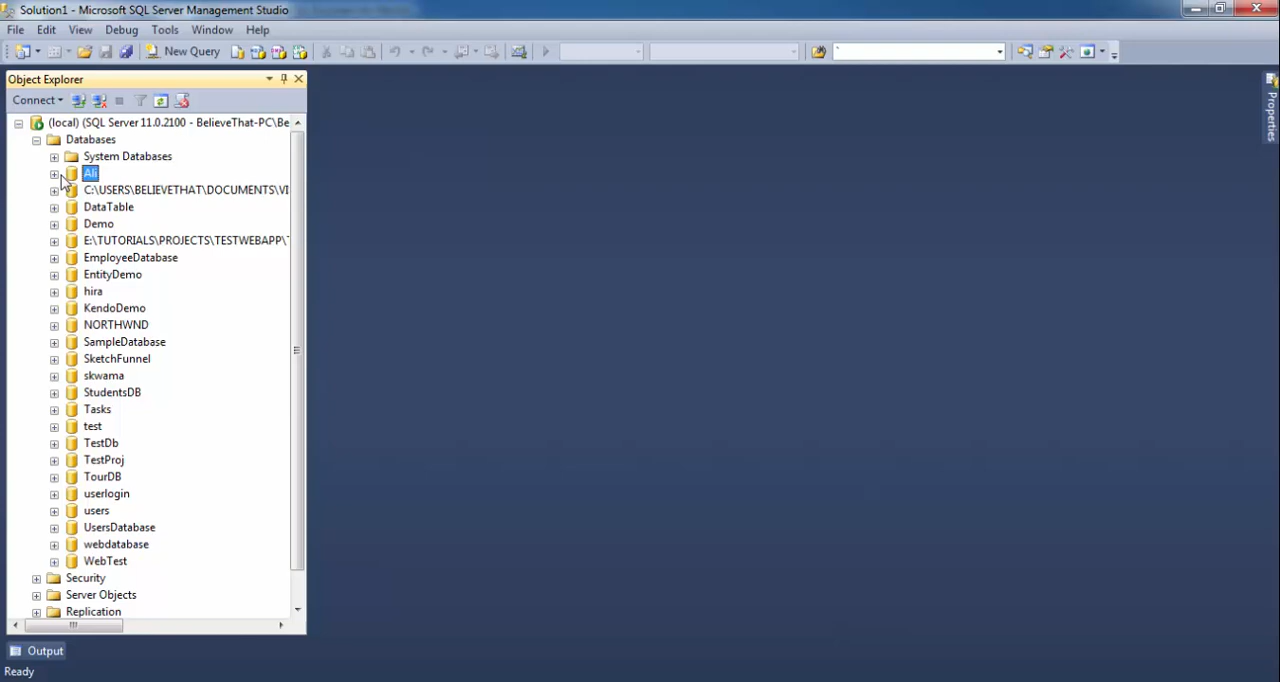 Solution1 - Microsoft SQL Server Management Studio
File Edit View Debug Tools Window Help
New Query
Object Explorer
Connect
(local) (SQL Server 11.0.2100 - BelieveThat-PC\Be
Databases
System Databases
Ali
C:\USERS\BELIEVETHAT\DOCUMENTS\VI
DataTable
Demo
E:\TUTORIALS\PROJECTS\TESTWEBAPP\
EmployeeDatabase
EntityDemo
hira
KendoDemo
NORTHWND
SampleDatabase
SketchFunnel
skwama
StudentsDB
Tasks
test
TestDb
TestProj
TourDB
userlogin
users
UsersDatabase
webdatabase
WebTest
Security
Server Objects
Replication
Properties
Output
Ready